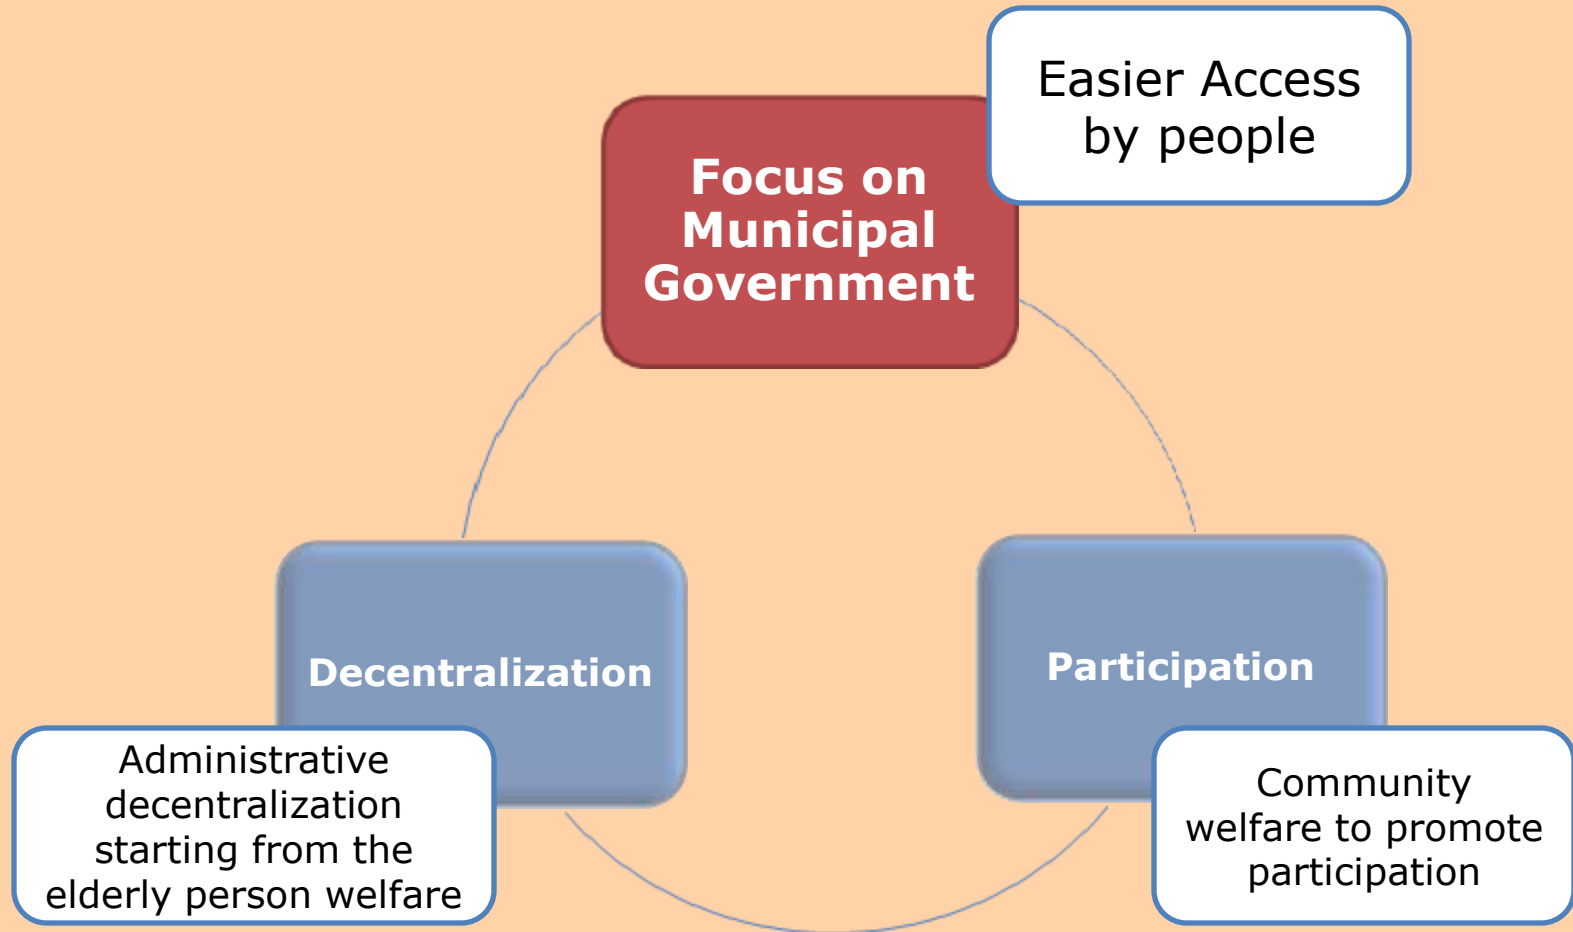 Easier Access
by people
Focus on
Municipal
Government
Decentralization
Participation
Administrative
decentralization
starting from the
elderly person welfare
Community
welfare to promote
participation